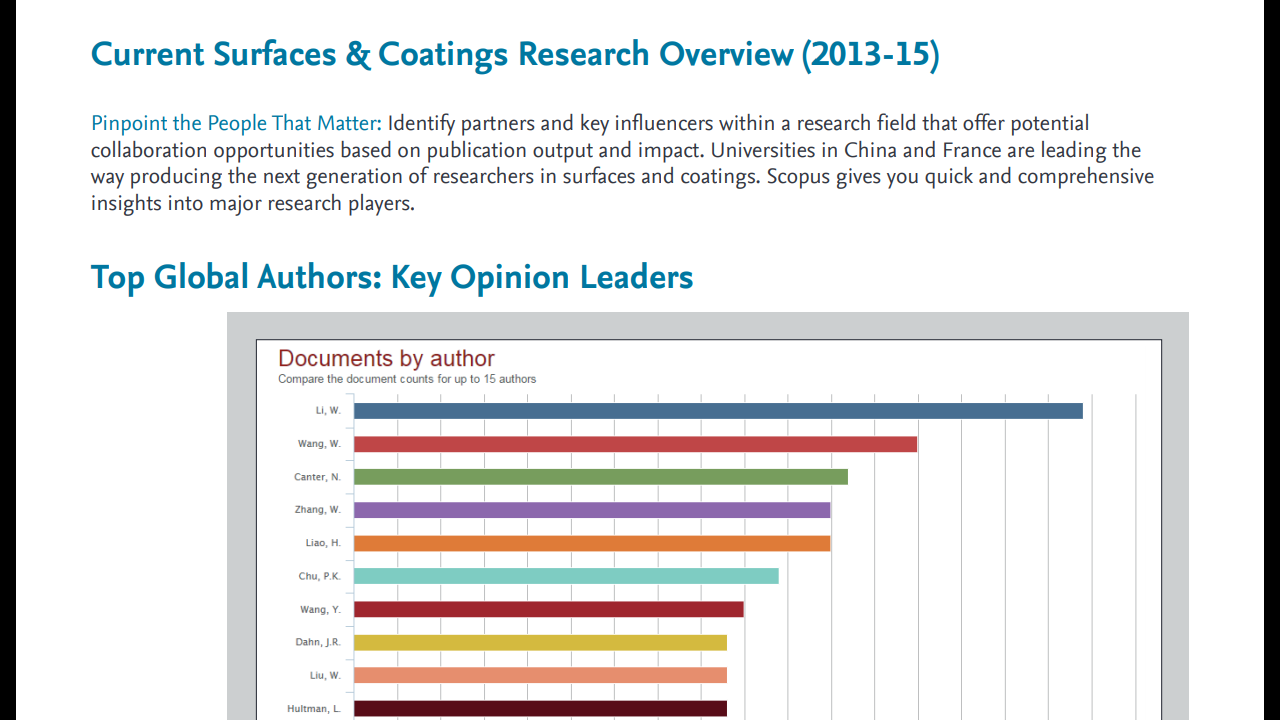 Current Surfaces & Coatings Research Overview (2013-15)
Pinpoint the People That Matter: Identify partners and key influencers within a research field that offer potential
collaboration opportunities based on publication output and impact. Universities in China and France are leading the
way producing the next generation of researchers in surfaces and coatings. Scopus gives you quick and comprehensive
insights into major research players.
Top Global Authors: Key Opinion Leaders
Documents by author
Compare the document counts for up to 15 authors
Li, W.
Wang, W.
Canter, N.
Zhang, W.
Liao, H.
Chu, P.K.
Wang, Y.
Dahn, J.R.
Liu, W.
Hultman, L.